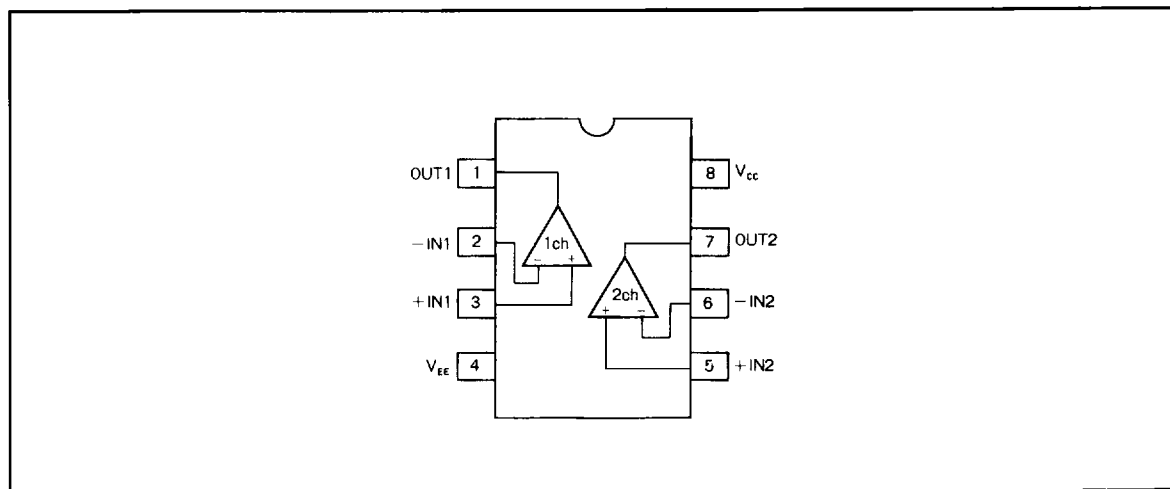 OUT1 1
8 Vcc
-IN1 2
1ch
- +
7 OUT2
+IN1 3
2ch
+ -
6 -IN2
VEE 4
5 +IN2